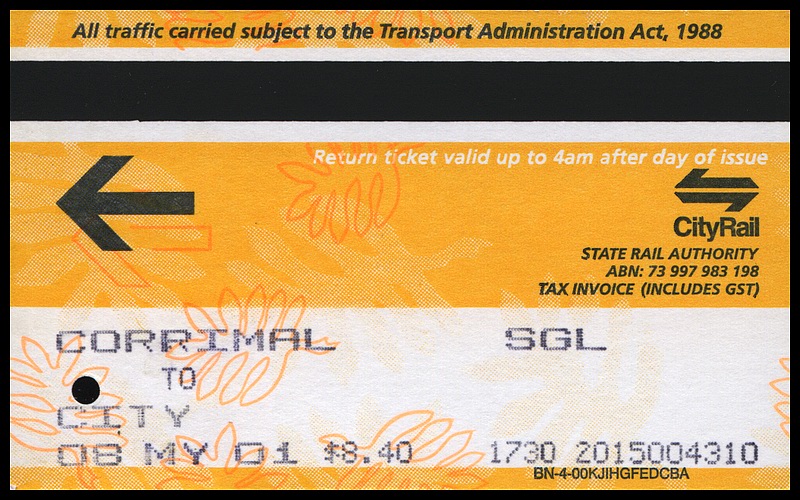 All traffic carried subject to the Transport Administration Act, 1988
Return ticket valid up to 4am after day of issue
CityRail
STATE RAIL AUTHORITY
ABN: 73 997 983 198
TAX INVOICE (INCLUDES GST)
CORRIMAL SGL
TO
CITY
08 MY 01 $8.40 1730 2015004310
BN-4-00KJIHGFEDCBA